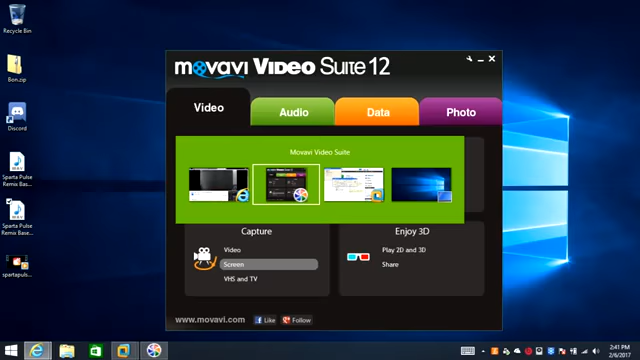 Recycle Bin
Bon.zip
Discord
Sparta Pulse
Remix Bas...
Sparta Pulse
Remix Base...
spartapuls...
movavi VIDEO SUITE 12
Video
Audio
Data
Photo
Movavi Video Suite
Capture
Video
Screen
VHS and TV
Enjoy 3D
Play 2D and 3D
Share
www.movavi.com
Like
Follow
2:41 PM
2/6/2017